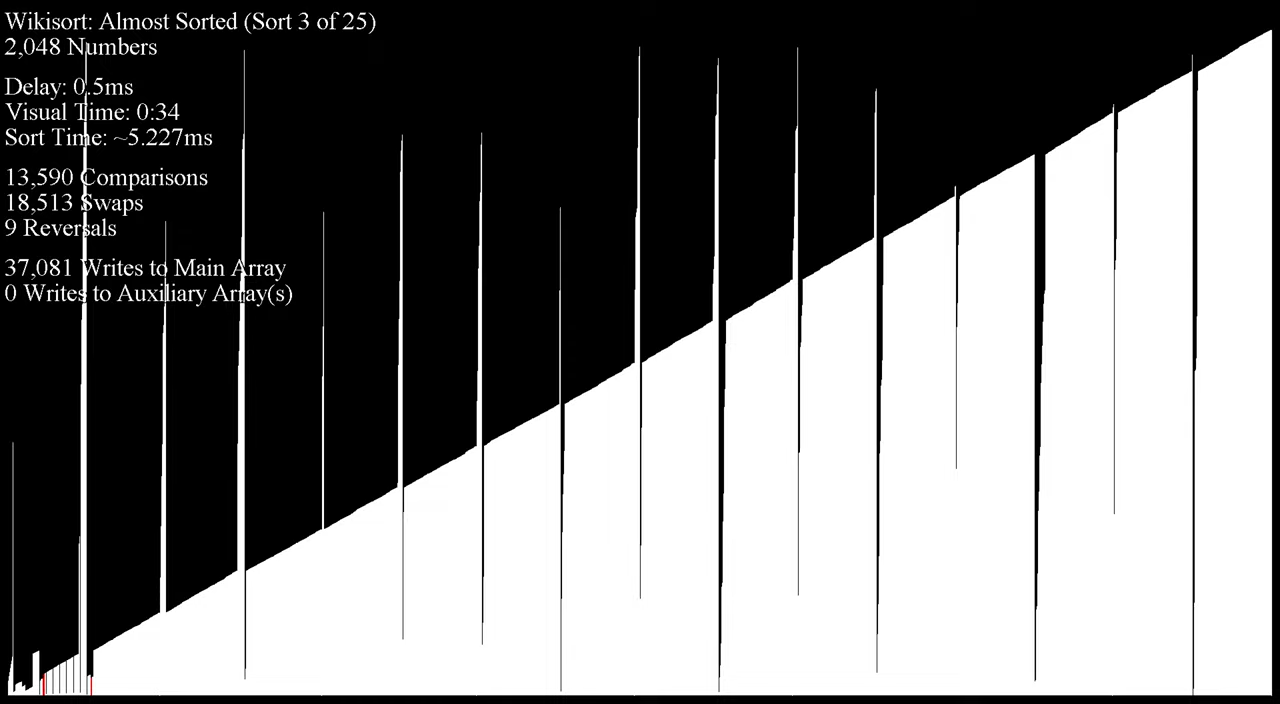 Wikisort: Almost Sorted (Sort 3 of 25)
2,048 Numbers
Delay: 0.5ms
Visual Time: 0:34
Sort Time: ~5.227ms
13,590 Comparisons
18,513 Swaps
9 Reversals
37,081 Writes to Main Array
0 Writes to Auxiliary Array(s)